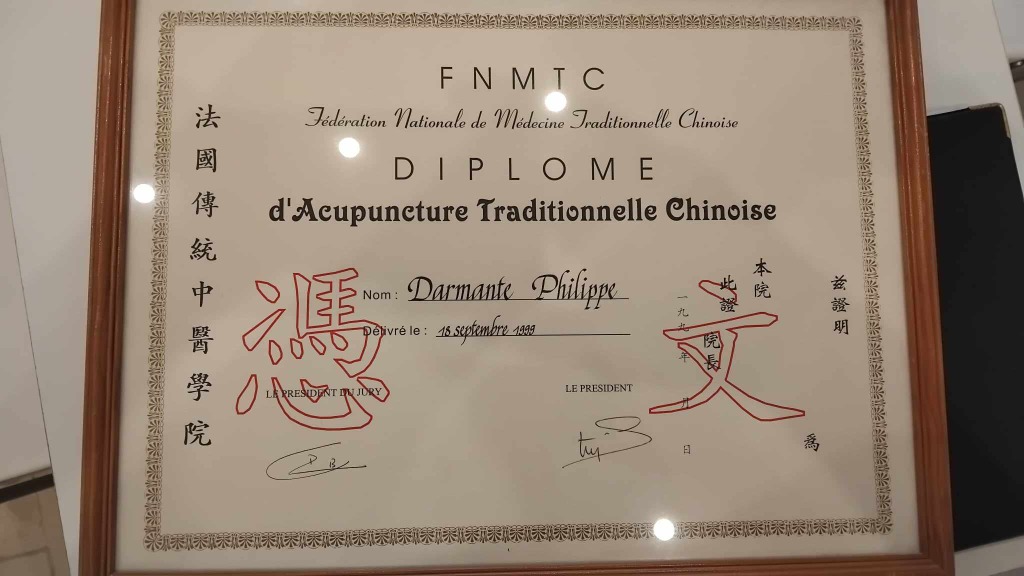 FNMTC
Fédération Nationale de Médecine Traditionnelle Chinoise
DIPLOME
d'Acupuncture Traditionnelle Chinoise
Nom : Darmante Philippe
Délivré le : 18 septembre 1999
LE PRESIDENT DU JURY
LE PRESIDENT
法國傳統中醫學院
憑文
茲證明
爲
本院
此證
院長
一九九 年 月 日